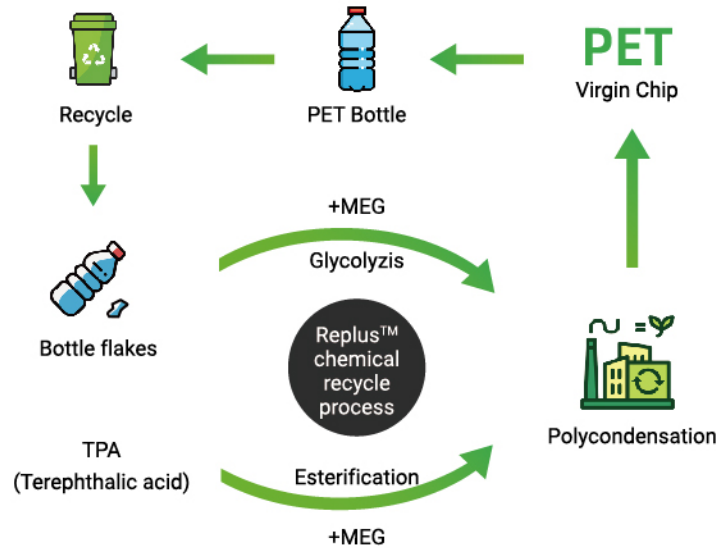 PET
Virgin Chip
PET Bottle
Recycle
+MEG
Glycolyzis
Bottle flakes
Replus™
chemical
recycle
process
Polycondensation
TPA
(Terephthalic acid)
Esterification
+MEG